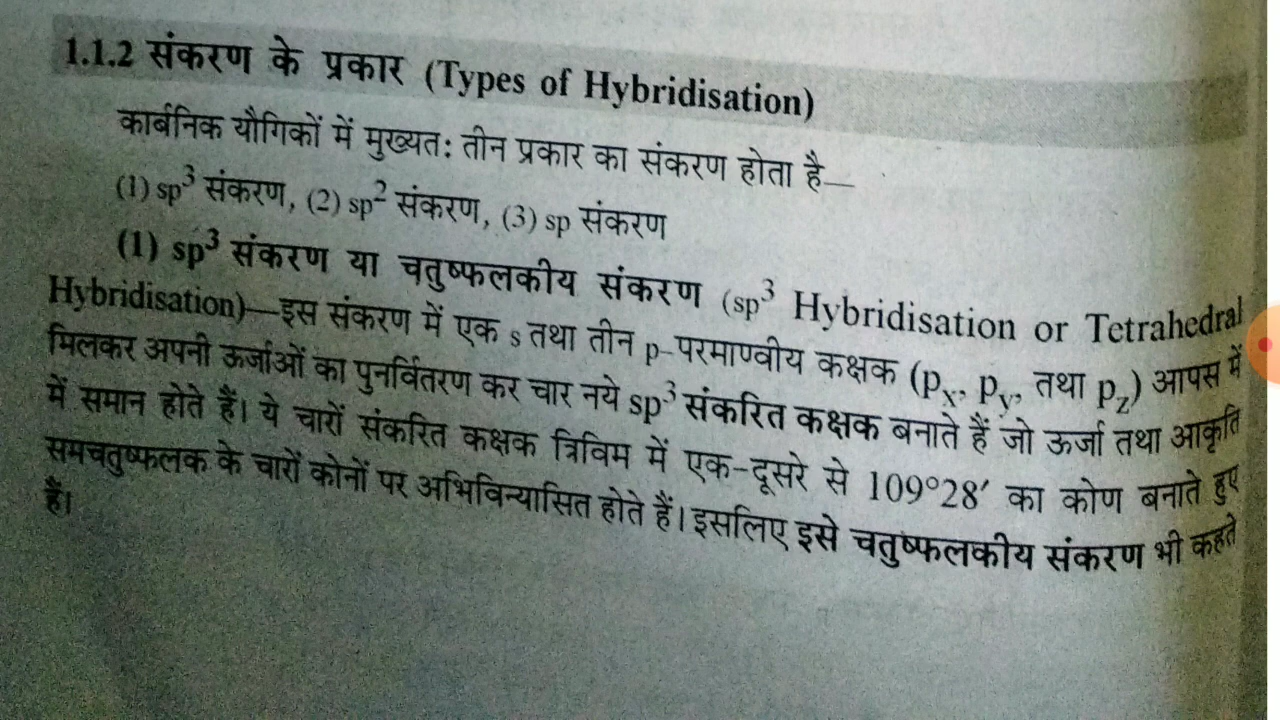 1.1.2 संकरण के प्रकार (Types of Hybridisation)
कार्बनिक यौगिकों में मुख्यतः तीन प्रकार का संकरण होता है—
(1) sp³ संकरण, (2) sp² संकरण, (3) sp संकरण
(1) sp³ संकरण या चतुष्फलकीय संकरण (sp³ Hybridisation or Tetrahedral
Hybridisation)—इस संकरण में एक s तथा तीन p-परमाण्वीय कक्षक (pₓ, p_y, तथा p_z) आपस में
मिलकर अपनी ऊर्जाओं का पुनर्वितरण कर चार नये sp³ संकरित कक्षक बनाते हैं जो ऊर्जा तथा आकृति
में समान होते हैं। ये चारों संकरित कक्षक त्रिविम में एक-दूसरे से 109°28′ का कोण बनाते हुए
समचतुष्फलक के चारों कोनों पर अभिविन्यासित होते हैं। इसलिए इसे चतुष्फलकीय संकरण भी कहते
हैं।